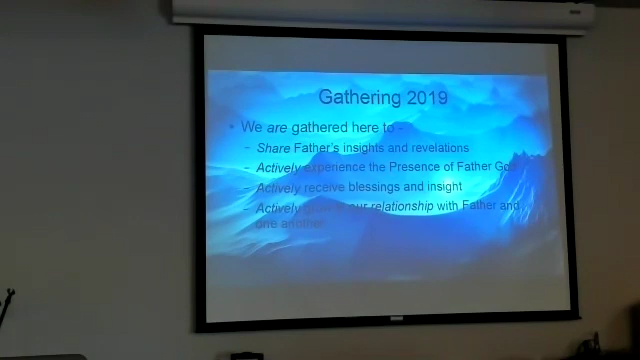 Gathering 2019
• We are gathered here to -
– Share Father's insights and revelations
– Actively experience the Presence of Father God
– Actively receive blessings and insight
– Actively our relationship with Father and
one another